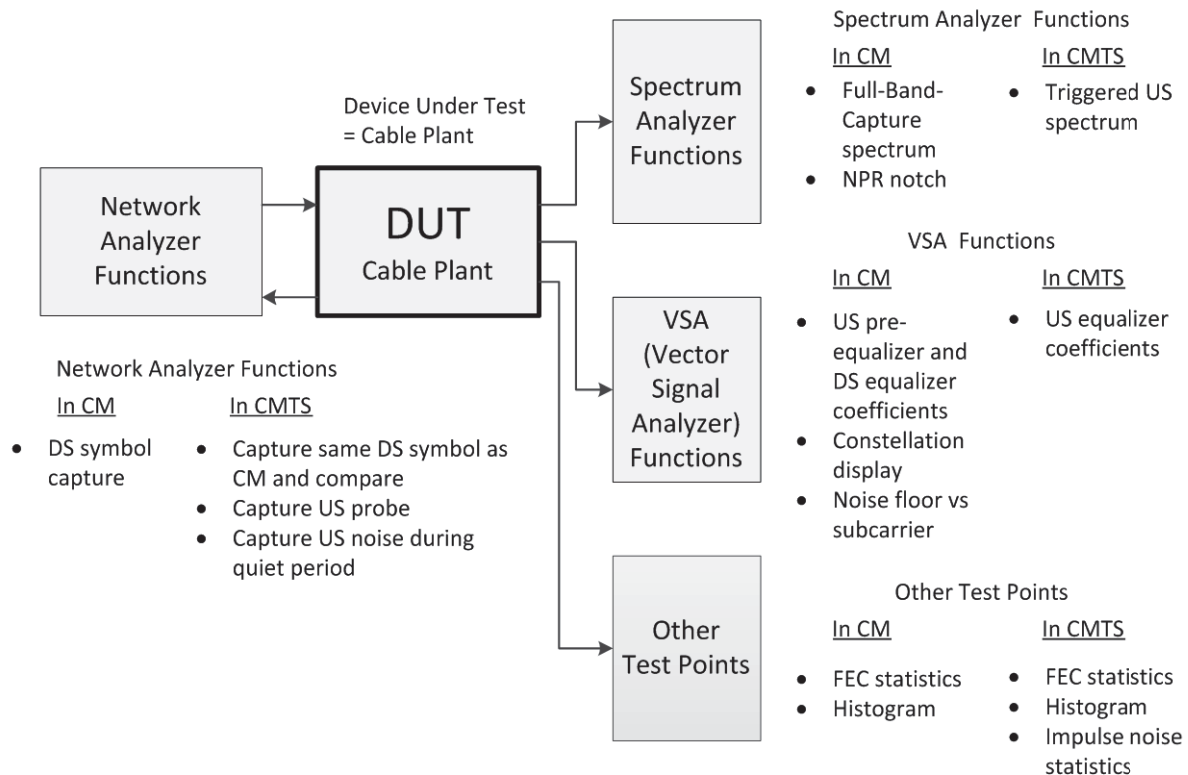 Device Under Test
= Cable Plant
Network
Analyzer
Functions
DUT
Cable Plant
Spectrum
Analyzer
Functions
VSA
(Vector
Signal
Analyzer)
Functions
Other
Test Points
Spectrum Analyzer Functions
In CM
• Full-Band-
Capture
spectrum
• NPR notch
In CMTS
• Triggered US
spectrum
VSA Functions
In CM
• US pre-
equalizer and
DS equalizer
coefficients
• Constellation
display
• Noise floor vs
subcarrier
In CMTS
• US equalizer
coefficients
Network Analyzer Functions
In CM
• DS symbol
capture
In CMTS
• Capture same DS symbol as
CM and compare
• Capture US probe
• Capture US noise during
quiet period
Other Test Points
In CM
• FEC statistics
• Histogram
In CMTS
• FEC statistics
• Histogram
• Impulse noise
statistics